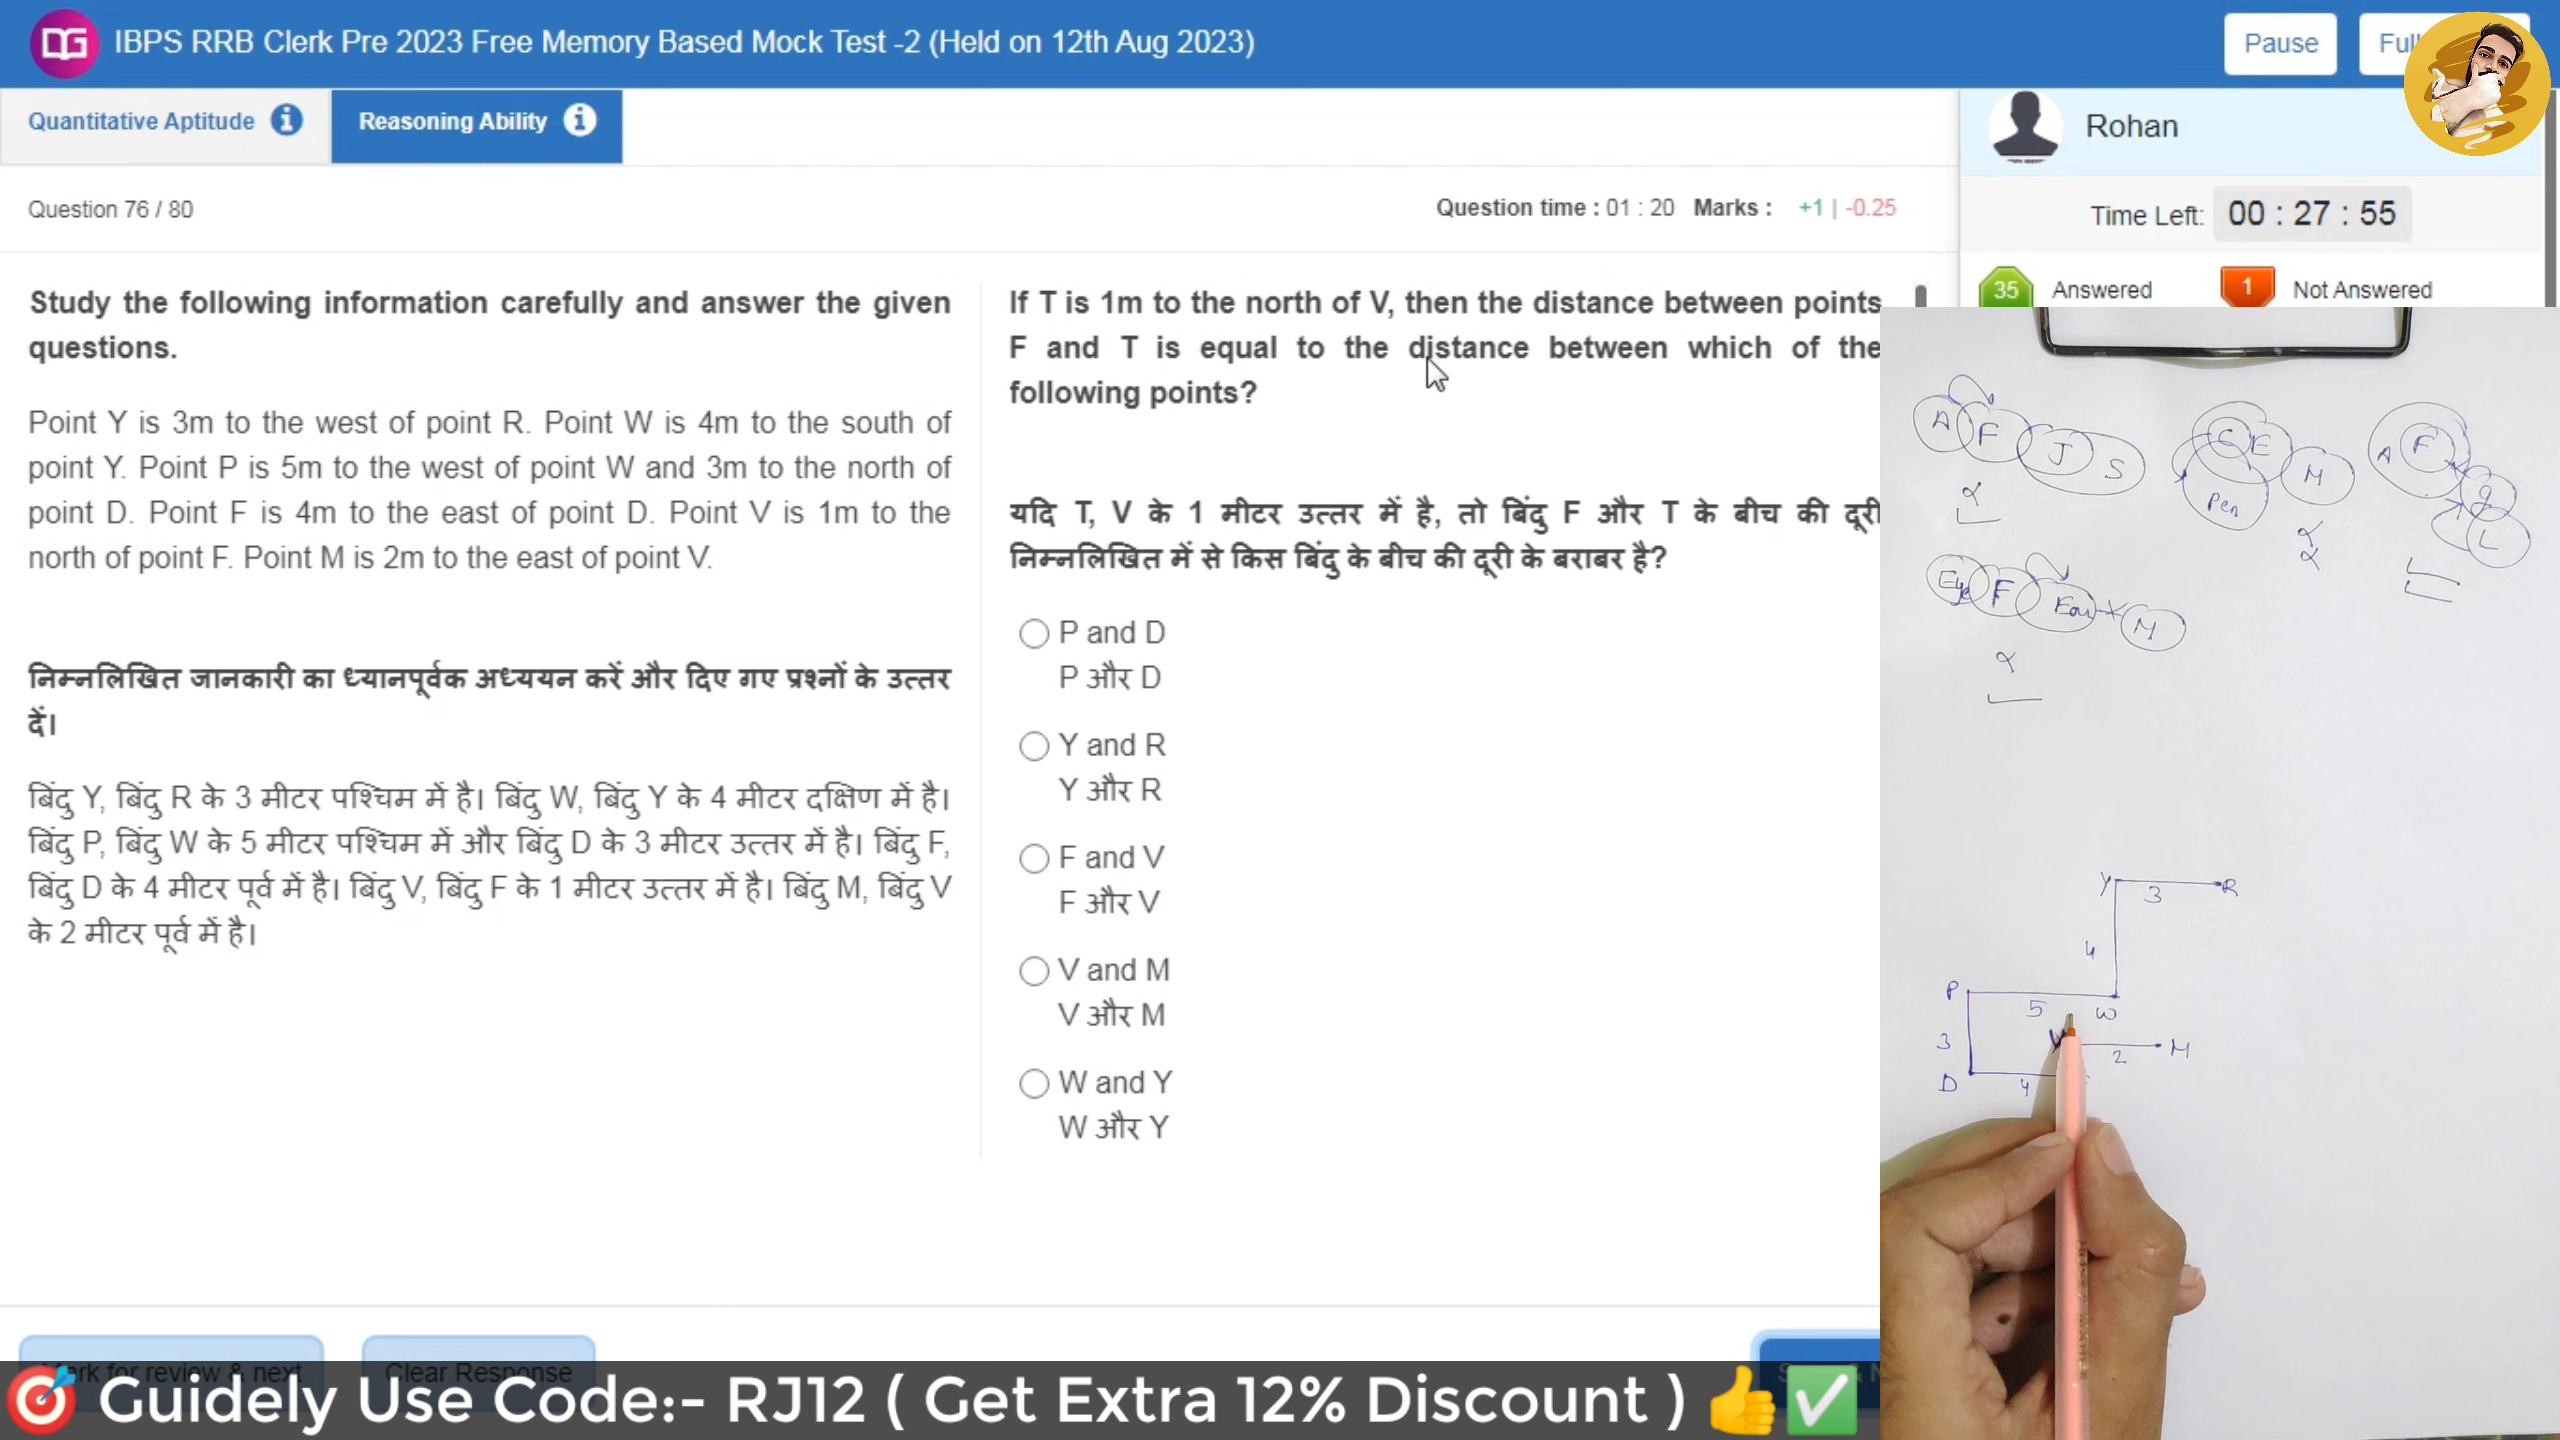 IBPS RRB Clerk Pre 2023 Free Memory Based Mock Test -2 (Held on 12th Aug 2023)
Pause
Quantitative Aptitude
Reasoning Ability
Rohan
Question 76 / 80
Question time : 01 : 20 Marks : +1 | -0.25
Time Left: 00 : 27 : 55
35 Answered
1 Not Answered
Study the following information carefully and answer the given
questions.
Point Y is 3m to the west of point R. Point W is 4m to the south of
point Y. Point P is 5m to the west of point W and 3m to the north of
point D. Point F is 4m to the east of point D. Point V is 1m to the
north of point F. Point M is 2m to the east of point V.
निम्नलिखित जानकारी का ध्यानपूर्वक अध्ययन करें और दिए गए प्रश्नों के उत्तर
दें।
बिंदु Y, बिंदु R के 3 मीटर पश्चिम में है। बिंदु W, बिंदु Y के 4 मीटर दक्षिण में है।
बिंदु P, बिंदु W के 5 मीटर पश्चिम में और बिंदु D के 3 मीटर उत्तर में है। बिंदु F,
बिंदु D के 4 मीटर पूर्व में है। बिंदु V, बिंदु F के 1 मीटर उत्तर में है। बिंदु M, बिंदु V
के 2 मीटर पूर्व में है।
If T is 1m to the north of V, then the distance between points
F and T is equal to the distance between which of the
following points?
यदि T, V के 1 मीटर उत्तर में है, तो बिंदु F और T के बीच की दूरी
निम्नलिखित में से किस बिंदु के बीच की दूरी के बराबर है?
P and D
P और D
Y and R
Y और R
F and V
F और V
V and M
V और M
W and Y
W और Y
A F J S
C E M
Pen
A F
L
Eye F Ear M
Y 3 R
4
P 5 W
3
2 M
D 4
Mark for review & next
Clear Response
Guidely Use Code:- RJ12 ( Get Extra 12% Discount )